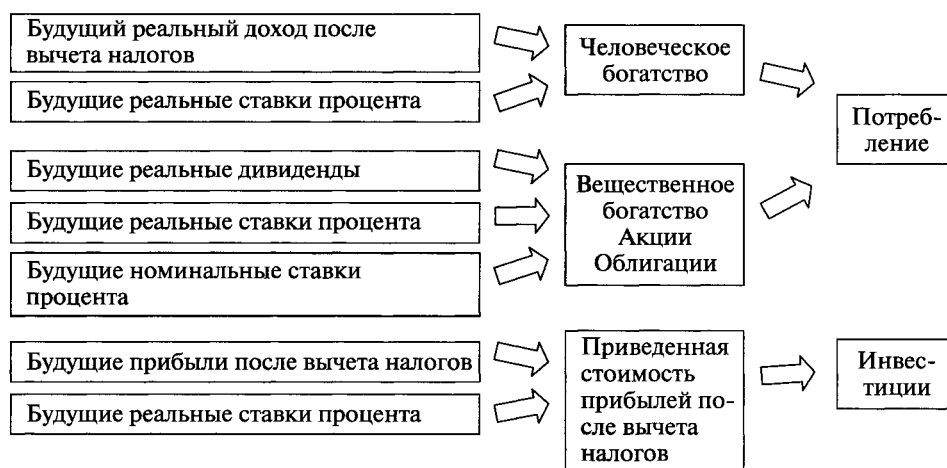 Будущий реальный доход после
вычета налогов
Будущие реальные ставки процента
Человеческое
богатство
Будущие реальные дивиденды
Будущие реальные ставки процента
Будущие номинальные ставки
процента
Вещественное
богатство
Акции
Облигации
Потреб-
ление
Будущие прибыли после вычета налогов
Будущие реальные ставки процента
Приведенная
стоимость
прибылей по-
сле вычета
налогов
Инвес-
тиции